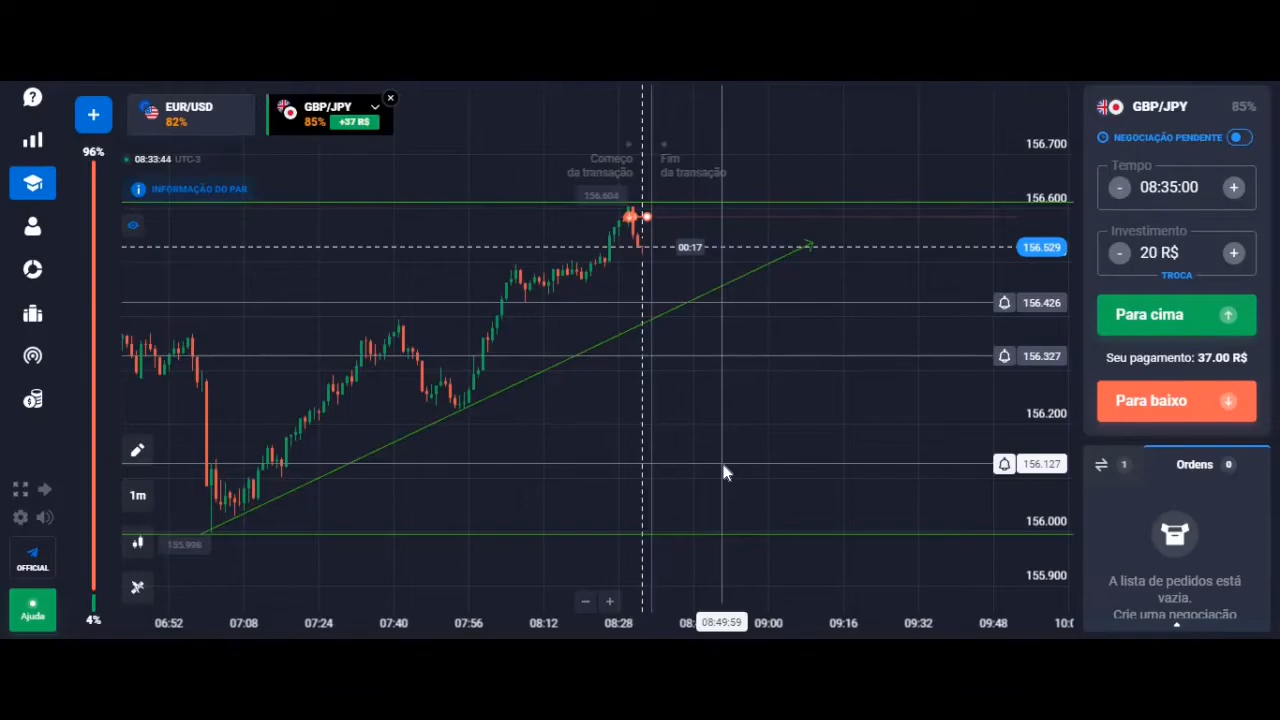 EUR/USD
82%
GBP/JPY
85% +37 R$
96%
08:33:44 UTC-3
INFORMAÇÃO DO PAR
Começo
da transação
Fim
da transação
156.604
00:17
155.998
156.700
156.600
156.529
156.426
156.327
156.200
156.127
156.000
155.900
1m
06:52
07:08
07:24
07:40
07:56
08:12
08:28
08:
08:49:59
09:00
09:16
09:32
09:48
10:0
OFFICIAL
Ajuda
4%
GBP/JPY 85%
NEGOCIAÇÃO PENDENTE
Tempo
- 08:35:00 +
Investimento
- 20 R$ +
TROCA
Para cima
Seu pagamento: 37.00 R$
Para baixo
1 Ordens 0
A lista de pedidos está
vazia.
Crie uma negociação